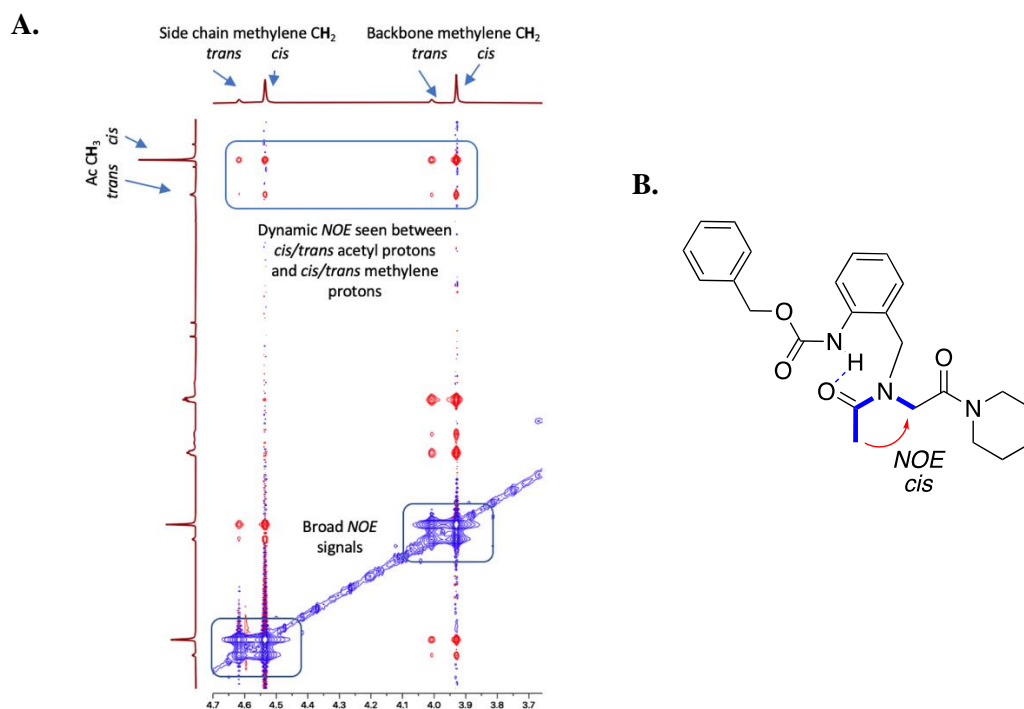 A.
Side chain methylene CH2
trans cis
Backbone methylene CH2
trans cis
Ac CH3
cis
trans
Dynamic NOE seen between
cis/trans acetyl protons
and cis/trans methylene
protons
Broad NOE
signals
4.7 4.6 4.5 4.4 4.3 4.2 4.1 4.0 3.9 3.8 3.7
B.
O
O
N
H
O
N
O
N
NOE
cis